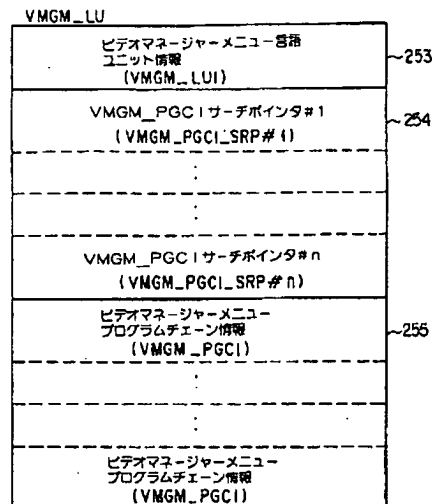 VMGM_LU
ビデオマネージャーメニュー言語
ユニット情報
(VMGM_LUI)
~253
VMGM_PGCIサーチポインタ#1
(VMGM_PGCI_SRP#1)
~254
VMGM_PGCIサーチポインタ#n
(VMGM_PGCI_SRP#n)
ビデオマネージャーメニュー
プログラムチェーン情報
(VMGM_PGCI)
~255
ビデオマネージャーメニュー
プログラムチェーン情報
(VMGM_PGCI)